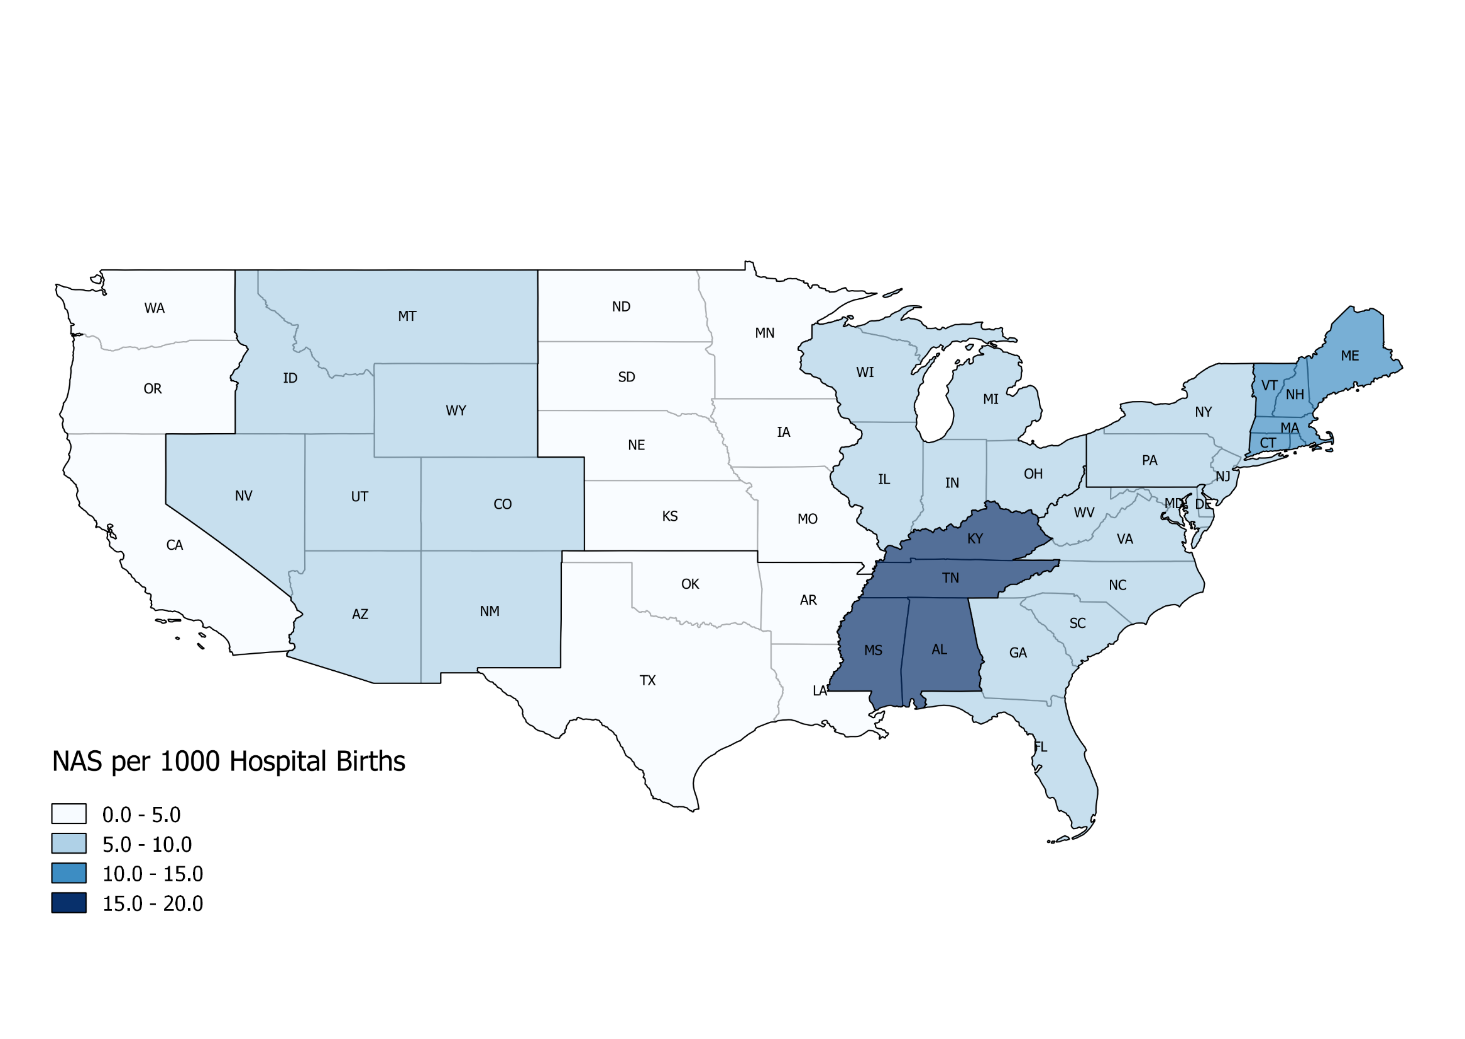 WA
MT
ND
MN
ME
OR
ID
SD
WI
VT
NH
WY
MI
NY
IA
MA
NE
CT
PA
NV
UT
CO
IL
IN
OH
NJ
KS
MO
WV
MD
DE
CA
KY
VA
OK
TN
NC
AZ
NM
AR
SC
MS
AL
GA
TX
LA
FL
NAS per 1000 Hospital Births
0.0 - 5.0
5.0 - 10.0
10.0 - 15.0
15.0 - 20.0